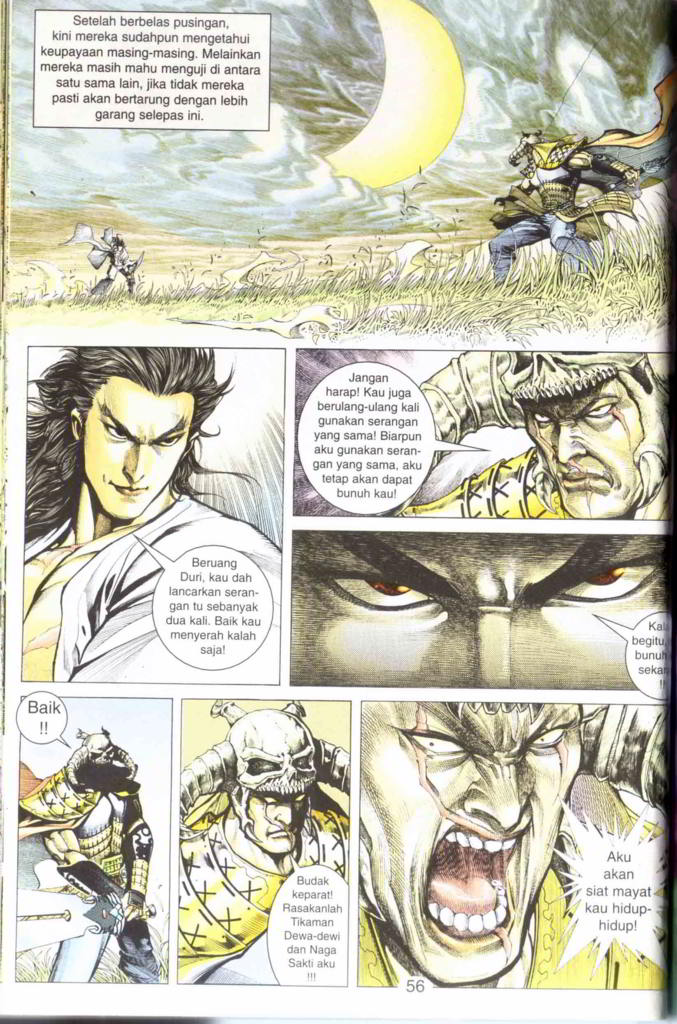 Setelah berbelas pusingan,
kini mereka sudahpun mengetahui
keupayaan masing-masing. Melainkan
mereka masih mahu menguji di antara
satu sama lain, jika tidak mereka
pasti akan bertarung dengan lebih
garang selepas ini.
Beruang
Duri, kau dah
lancarkan seran-
gan tu sebanyak
dua kali. Baik kau
menyerah kalah
saja!
Jangan
harap! Kau juga
berulang-ulang kali
gunakan serangan
yang sama! Biarpun
aku gunakan seran-
gan yang sama, aku
tetap akan dapat
bunuh kau!
begitu,
bunuh
!!
Baik
!!
Budak
keparat!
Rasakanlah
Tikaman
Dewa-dewi
dan Naga
Sakti aku
!!!
Aku
akan
siat mayat
kau hidup-
hidup!
56